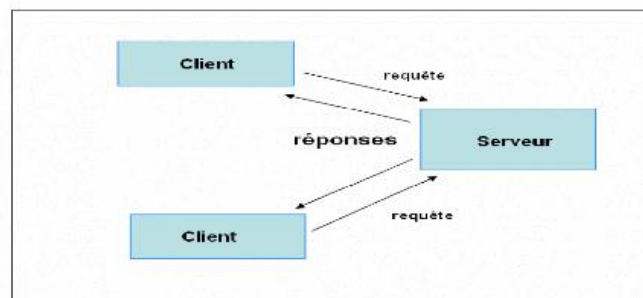 Client
requête
réponses
Serveur
requête
Client